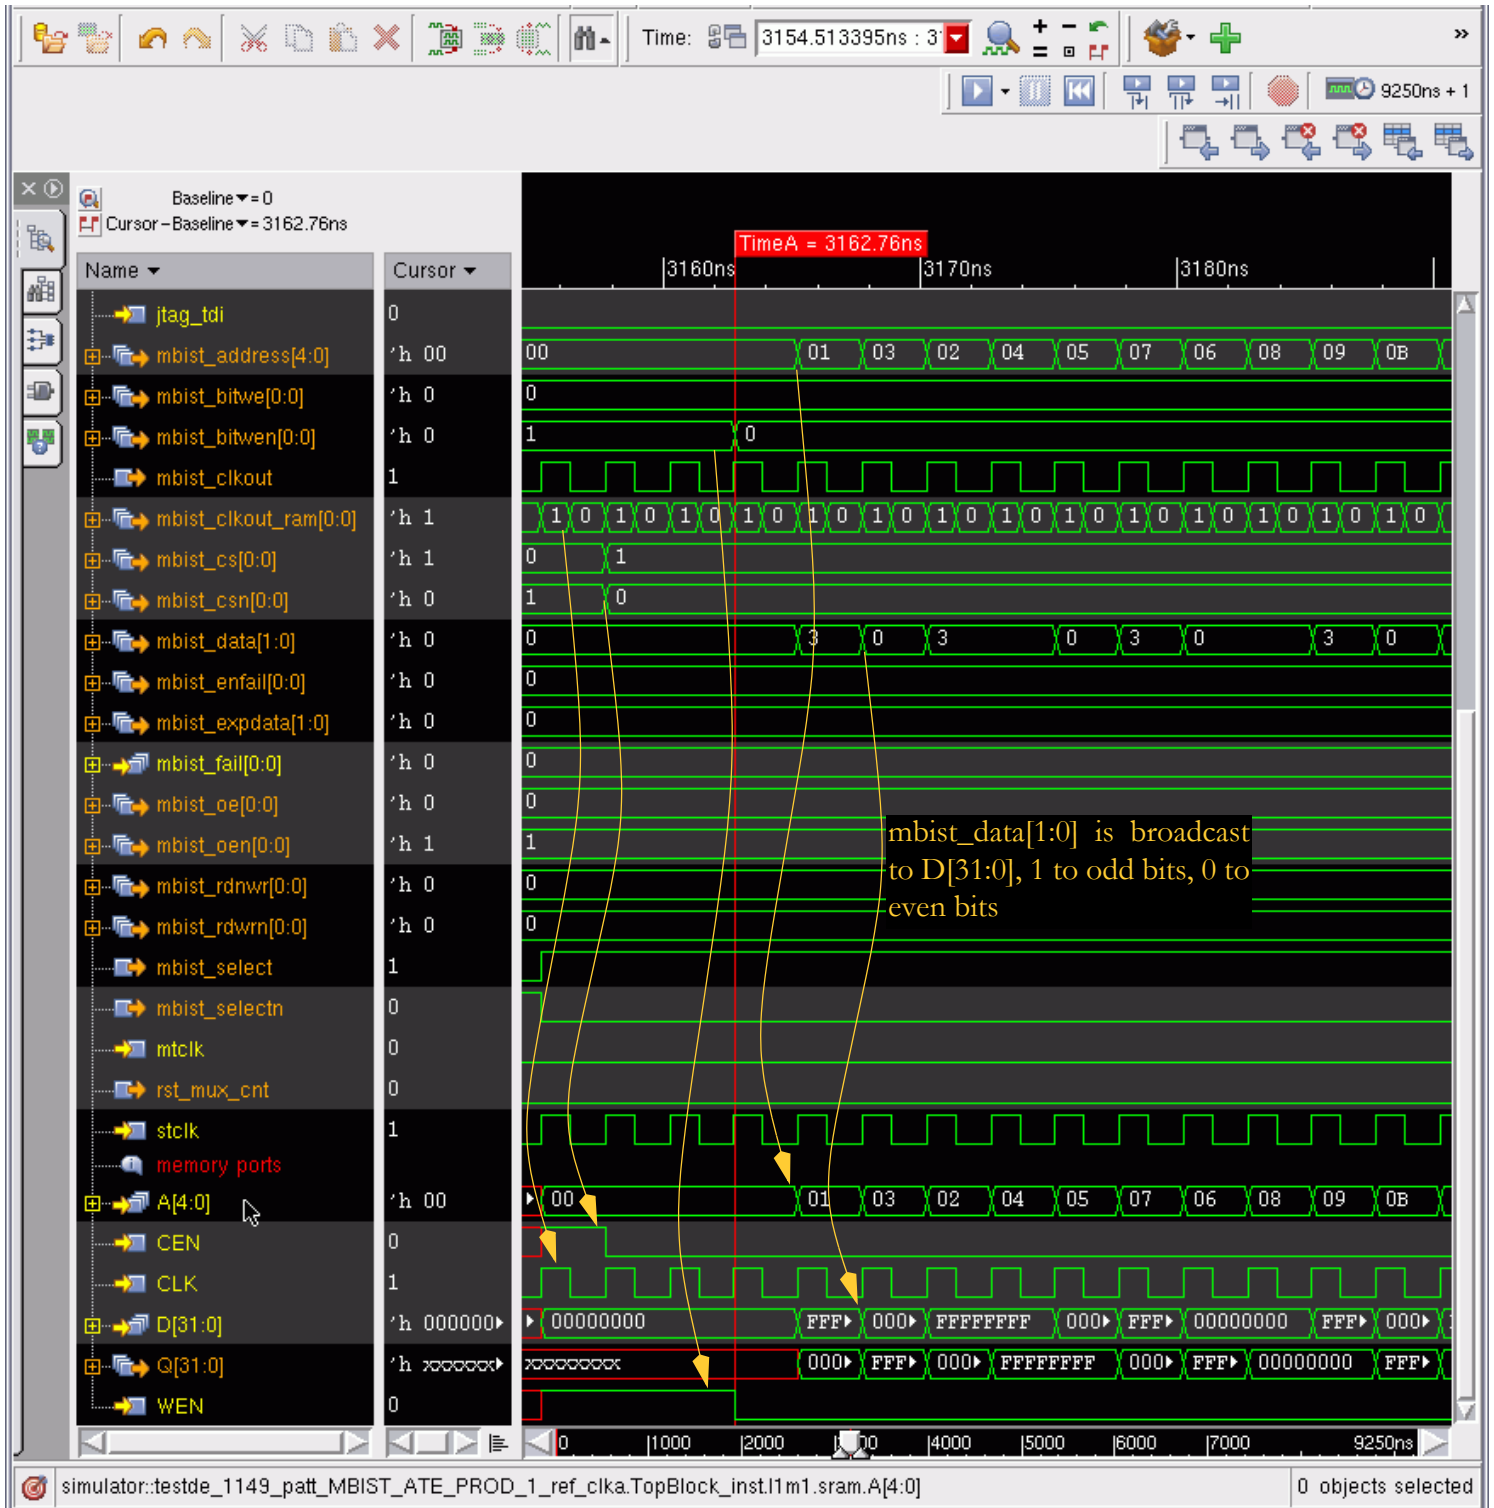 Time: 3154.513395ns : 3
9250ns + 1
Baseline = 0
Cursor-Baseline = 3162.76ns
TimeA = 3162.76ns
3160ns 3170ns 3180ns
Name Cursor
jtag_tdi 0
mbist_address[4:0] 'h 00 00 01 03 02 04 05 07 06 08 09 0B
mbist_bitwe[0:0] 'h 0 0
mbist_bitwen[0:0] 'h 0 1 0
mbist_clkout 1
mbist_clkout_ram[0:0] 'h 1 1 0 1 0 1 0 1 0 1 0 1 0 1 0 1 0 1 0 1 0 1 0 1 0 1 0 1 0
mbist_cs[0:0] 'h 1 0 1
mbist_csn[0:0] 'h 0 1 0
mbist_data[1:0] 'h 0 0 3 0 3 0 3 0 3 0
mbist_enfail[0:0] 'h 0 0
mbist_expdata[1:0] 'h 0 0
mbist_fail[0:0] 'h 0 0
mbist_oe[0:0] 'h 0 0
mbist_oen[0:0] 'h 1 1
mbist_data[1:0] is broadcast
to D[31:0], 1 to odd bits, 0 to
even bits
mbist_rdnwr[0:0] 'h 0 0
mbist_rdwrn[0:0] 'h 0 0
mbist_select 1
mbist_selectn 0
mtclk 0
rst_mux_cnt 0
stclk 1
memory ports
A[4:0] 'h 00 00 01 03 02 04 05 07 06 08 09 0B
CEN 0
CLK 1
D[31:0] 'h 000000 00000000 FFF 000 FFFFFFFF 000 FFF 00000000 FFF 000
Q[31:0] 'h xxxxxx xxxxxxxx 000 FFF 000 FFFFFFFF 000 FFF 00000000 FFF
WEN 0
0 1000 2000 4000 5000 6000 7000 9250ns
simulator::testde_1149_patt_MBIST_ATE_PROD_1_ref_clka.TopBlock_inst.l1m1.sram.A[4:0] 0 objects selected